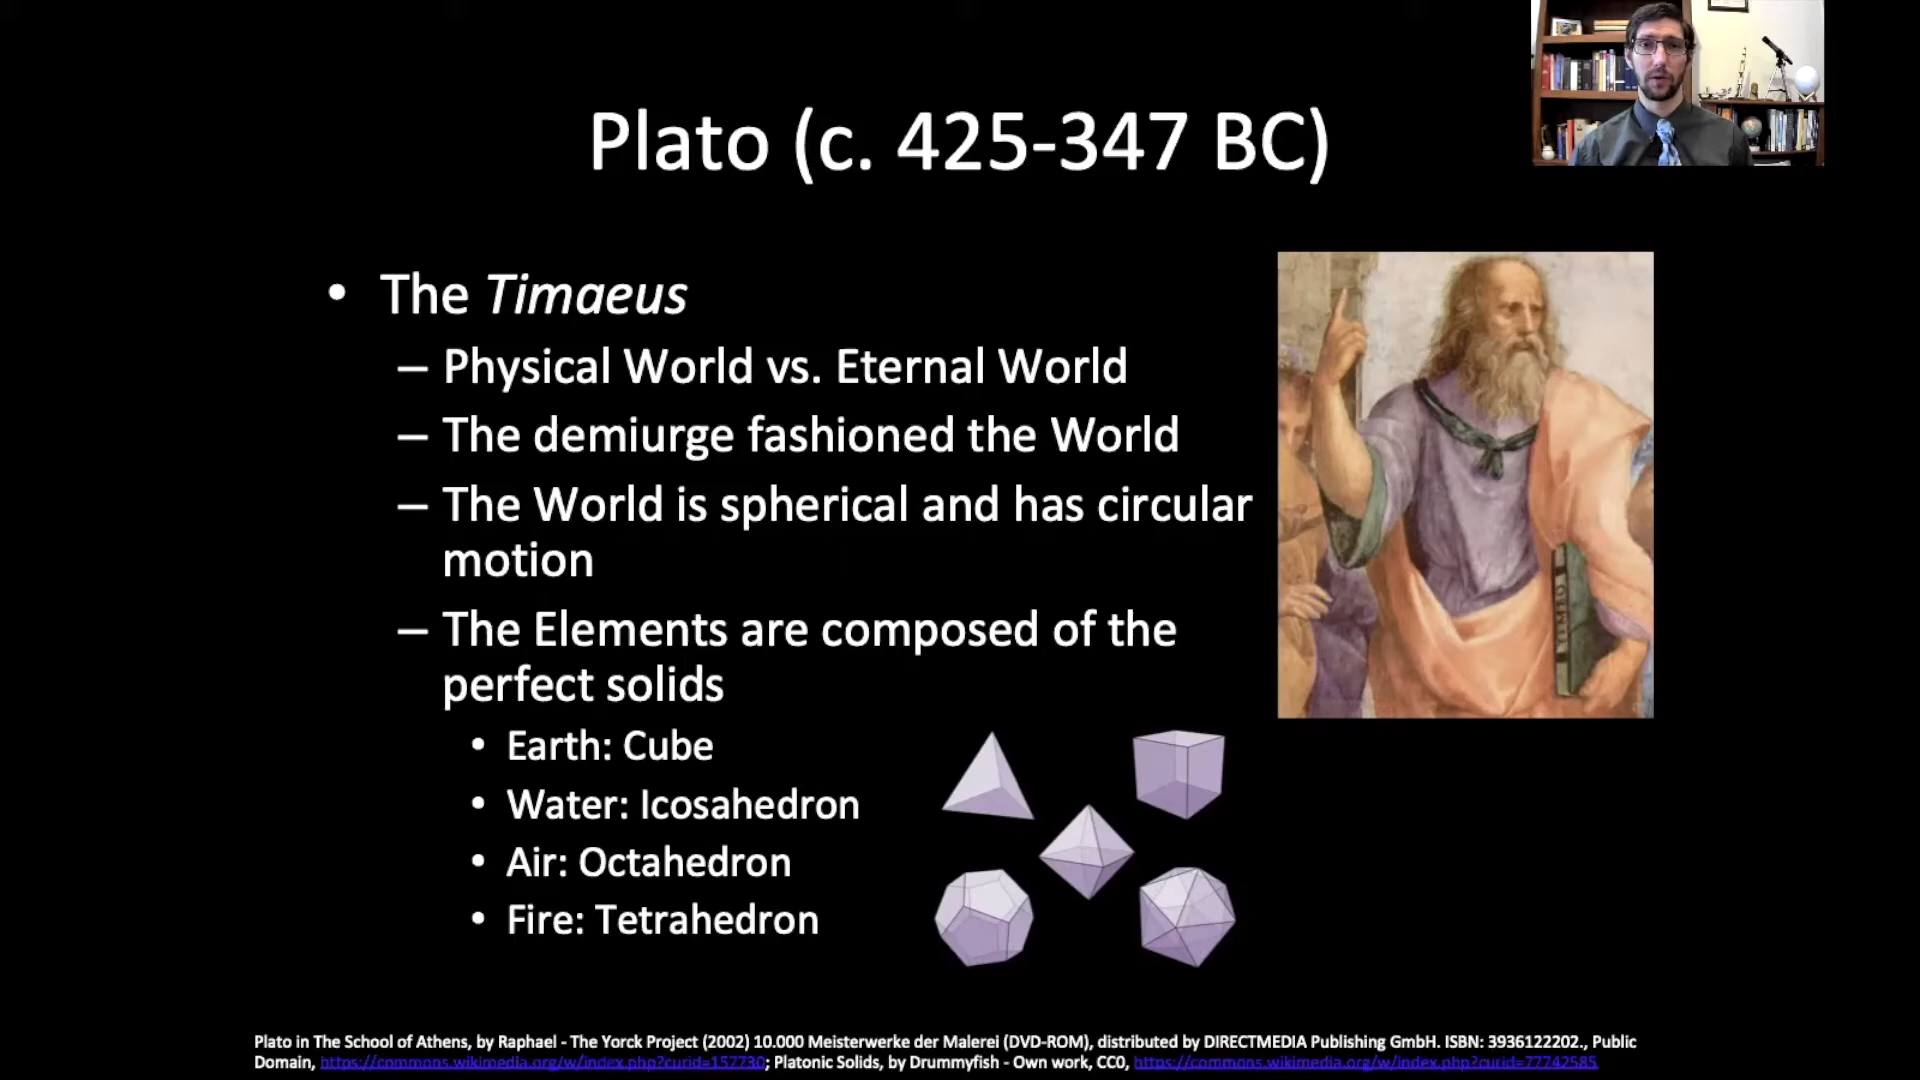 Plato (c. 425-347 BC)
• The Timaeus
– Physical World vs. Eternal World
– The demiurge fashioned the World
– The World is spherical and has circular
motion
– The Elements are composed of the
perfect solids
• Earth: Cube
• Water: Icosahedron
• Air: Octahedron
• Fire: Tetrahedron
TIMEO
Plato in The School of Athens, by Raphael - The Yorck Project (2002) 10.000 Meisterwerke der Malerei (DVD-ROM), distributed by DIRECTMEDIA Publishing GmbH. ISBN: 3936122202., Public
Domain, https://commons.wikimedia.org/w/index.php?curid=157730; Platonic Solids, by Drummyfish - Own work, CC0, https://commons.wikimedia.org/w/index.php?curid=77742585